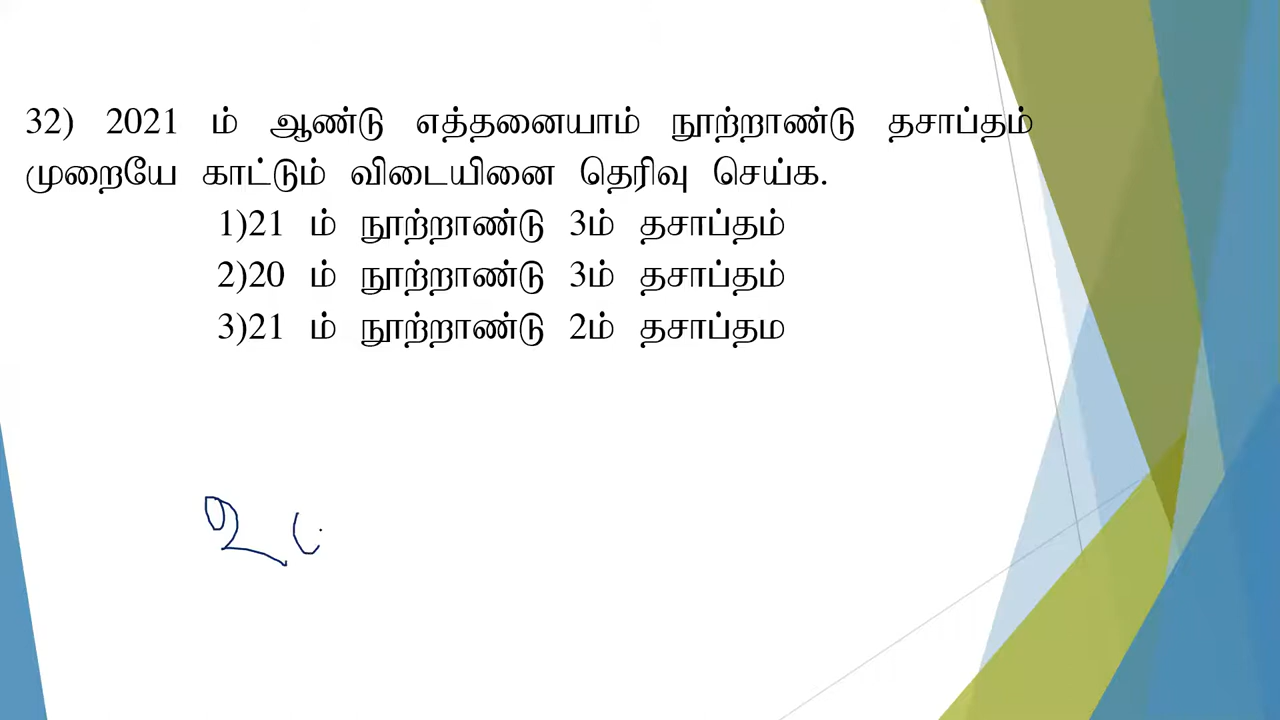 32) 2021 ம் ஆண்டு எத்தனையாம் நூற்றாண்டு தசாப்தம்
முறையே காட்டும் விடையினை தெரிவு செய்க.
1)21 ம் நூற்றாண்டு 3ம் தசாப்தம்
2)20 ம் நூற்றாண்டு 3ம் தசாப்தம்
3)21 ம் நூற்றாண்டு 2ம் தசாப்தம